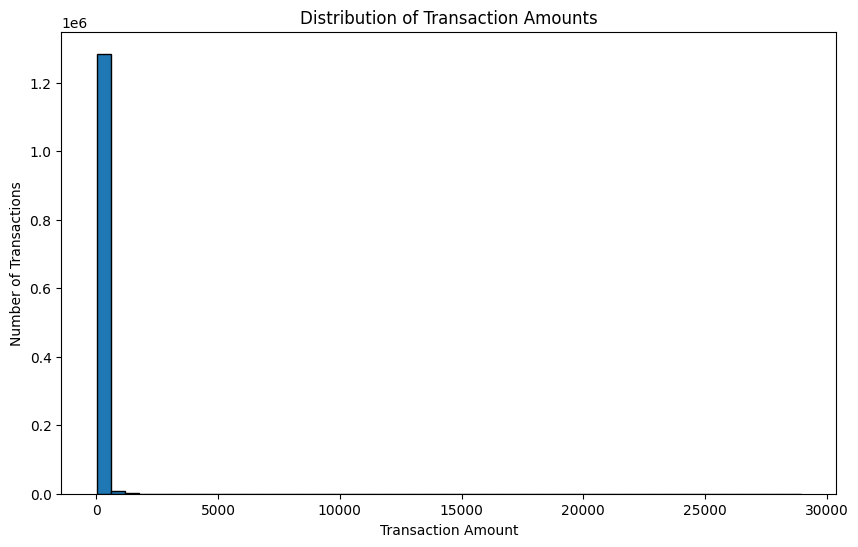 Distribution of Transaction Amounts
1e6
1.2
1.0
0.8
0.6
0.4
0.2
0.0
Number of Transactions
0 5000 10000 15000 20000 25000 30000
Transaction Amount